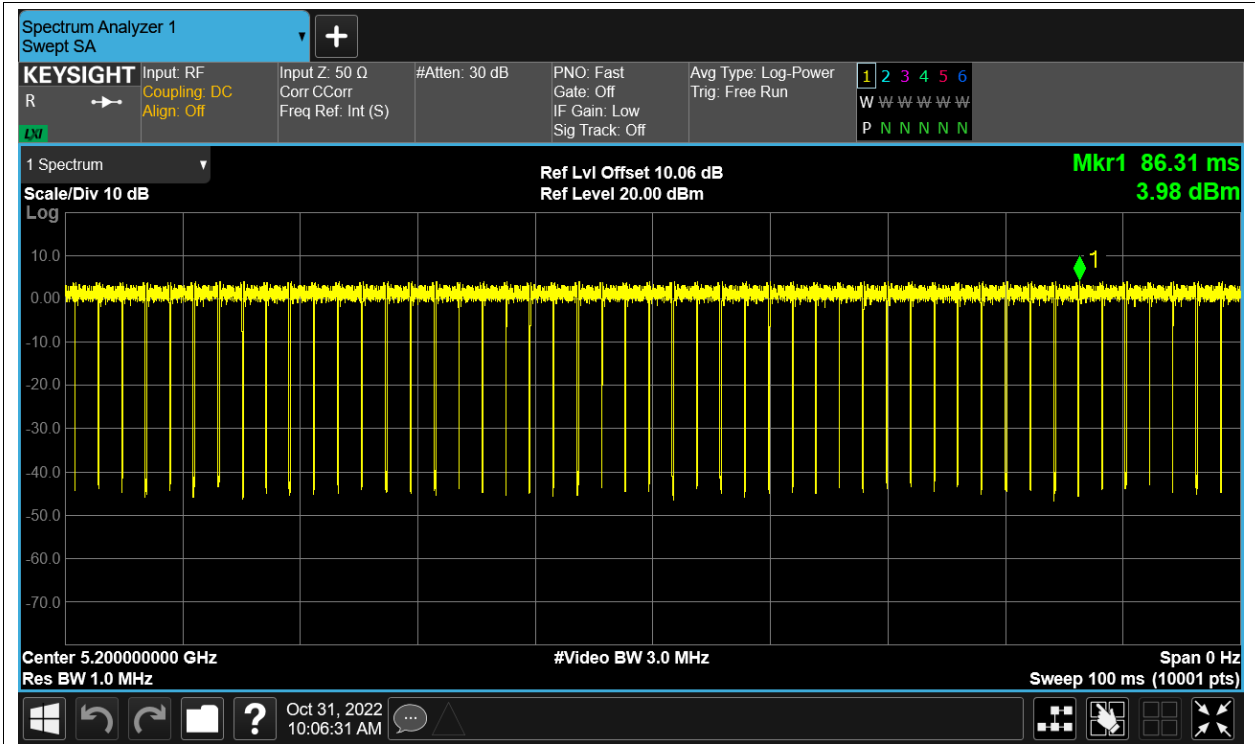 Spectrum Analyzer 1
Swept SA
+
KEYSIGHT
R
LXI
Input: RF
Coupling: DC
Align: Off
Input Z: 50 Ω
Corr CCorr
Freq Ref: Int (S)
#Atten: 30 dB
PNO: Fast
Gate: Off
IF Gain: Low
Sig Track: Off
Avg Type: Log-Power
Trig: Free Run
1 2 3 4 5 6
W W W W W W
P N N N N N
1 Spectrum
Scale/Div 10 dB
Log
Ref Lvl Offset 10.06 dB
Ref Level 20.00 dBm
Mkr1 86.31 ms
3.98 dBm
1
10.0
0.00
-10.0
-20.0
-30.0
-40.0
-50.0
-60.0
-70.0
Center 5.200000000 GHz
#Video BW 3.0 MHz
Span 0 Hz
Res BW 1.0 MHz
Sweep 100 ms (10001 pts)
?
Oct 31, 2022
10:06:31 AM